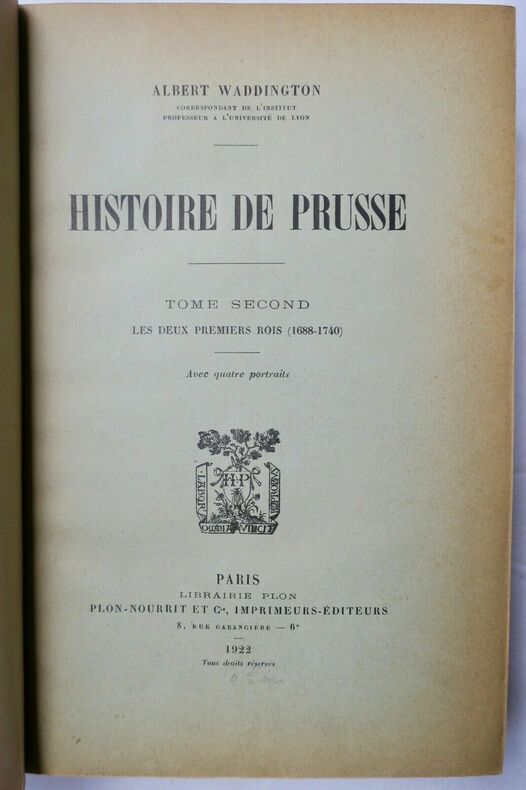 ALBERT WADDINGTON
CORRESPONDANT DE L'INSTITUT
PROFESSEUR A L'UNIVERSITÉ DE LYON
HISTOIRE DE PRUSSE
TOME SECOND
LES DEUX PREMIERS ROIS (1688-1740)
Avec quatre portraits
H P
LABOR
OMNIA VINCIT
IMPROBUS
PARIS
LIBRAIRIE PLON
PLON-NOURRIT ET Cie, IMPRIMEURS-ÉDITEURS
8, RUE GARANCIÈRE — 6e
1922
Tous droits réservés